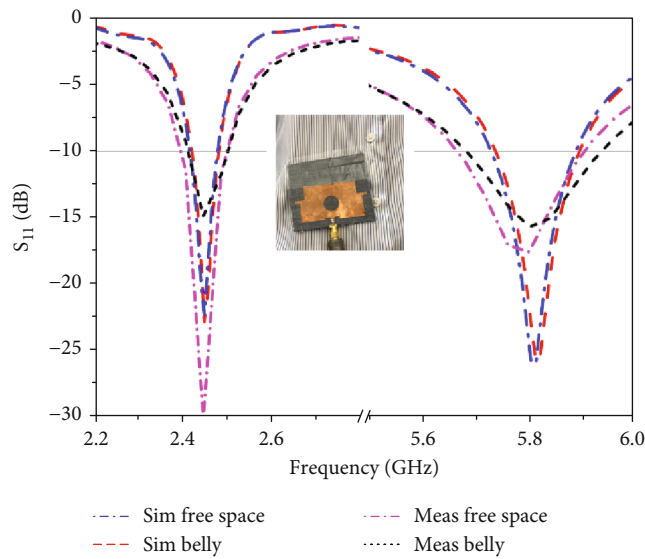 0
−5
−10
−15
−20
−25
−30
S₁₁ (dB)
2.2 2.4 2.6 5.6 5.8 6.0
Frequency (GHz)
Sim free space Meas free space
Sim belly Meas belly